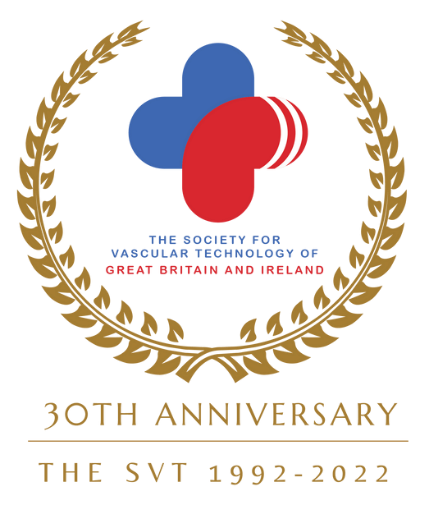 THE SOCIETY FOR
VASCULAR TECHNOLOGY OF
GREAT BRITAIN AND IRELAND
30TH ANNIVERSARY
THE SVT 1992-2022